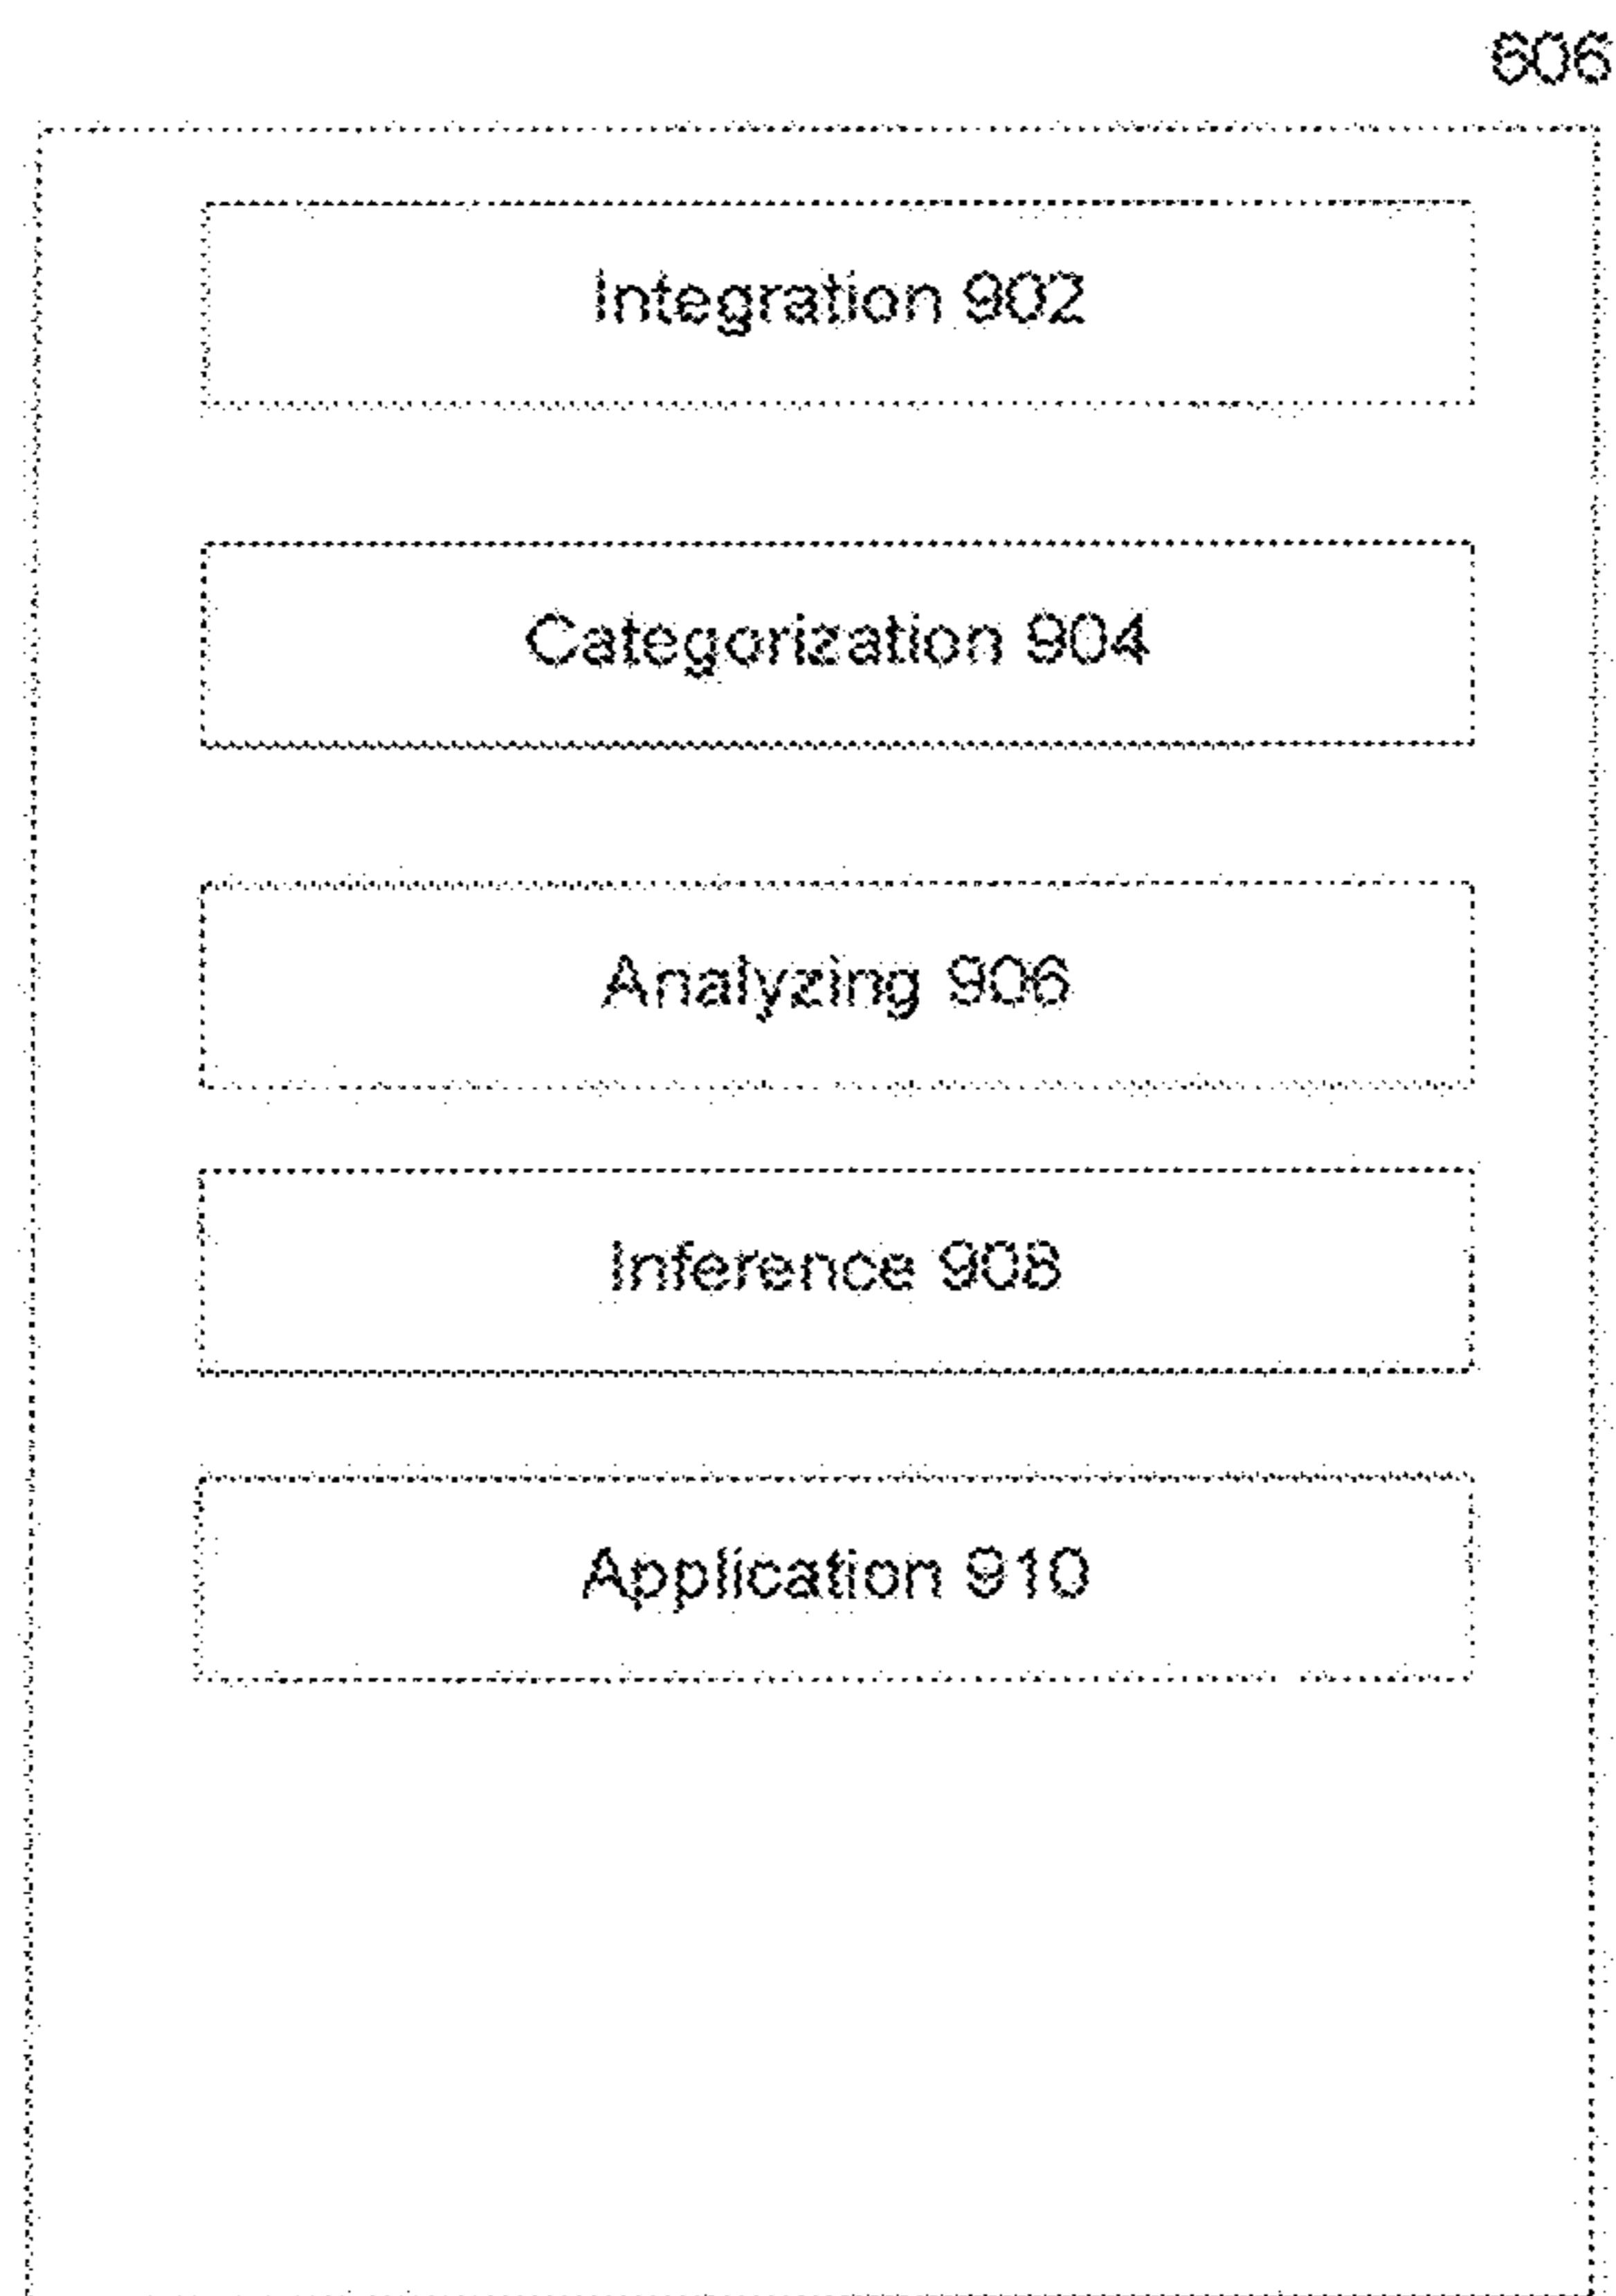 606
Integration 902
Categorization 904
Analyzing 906
Inference 908
Application 910